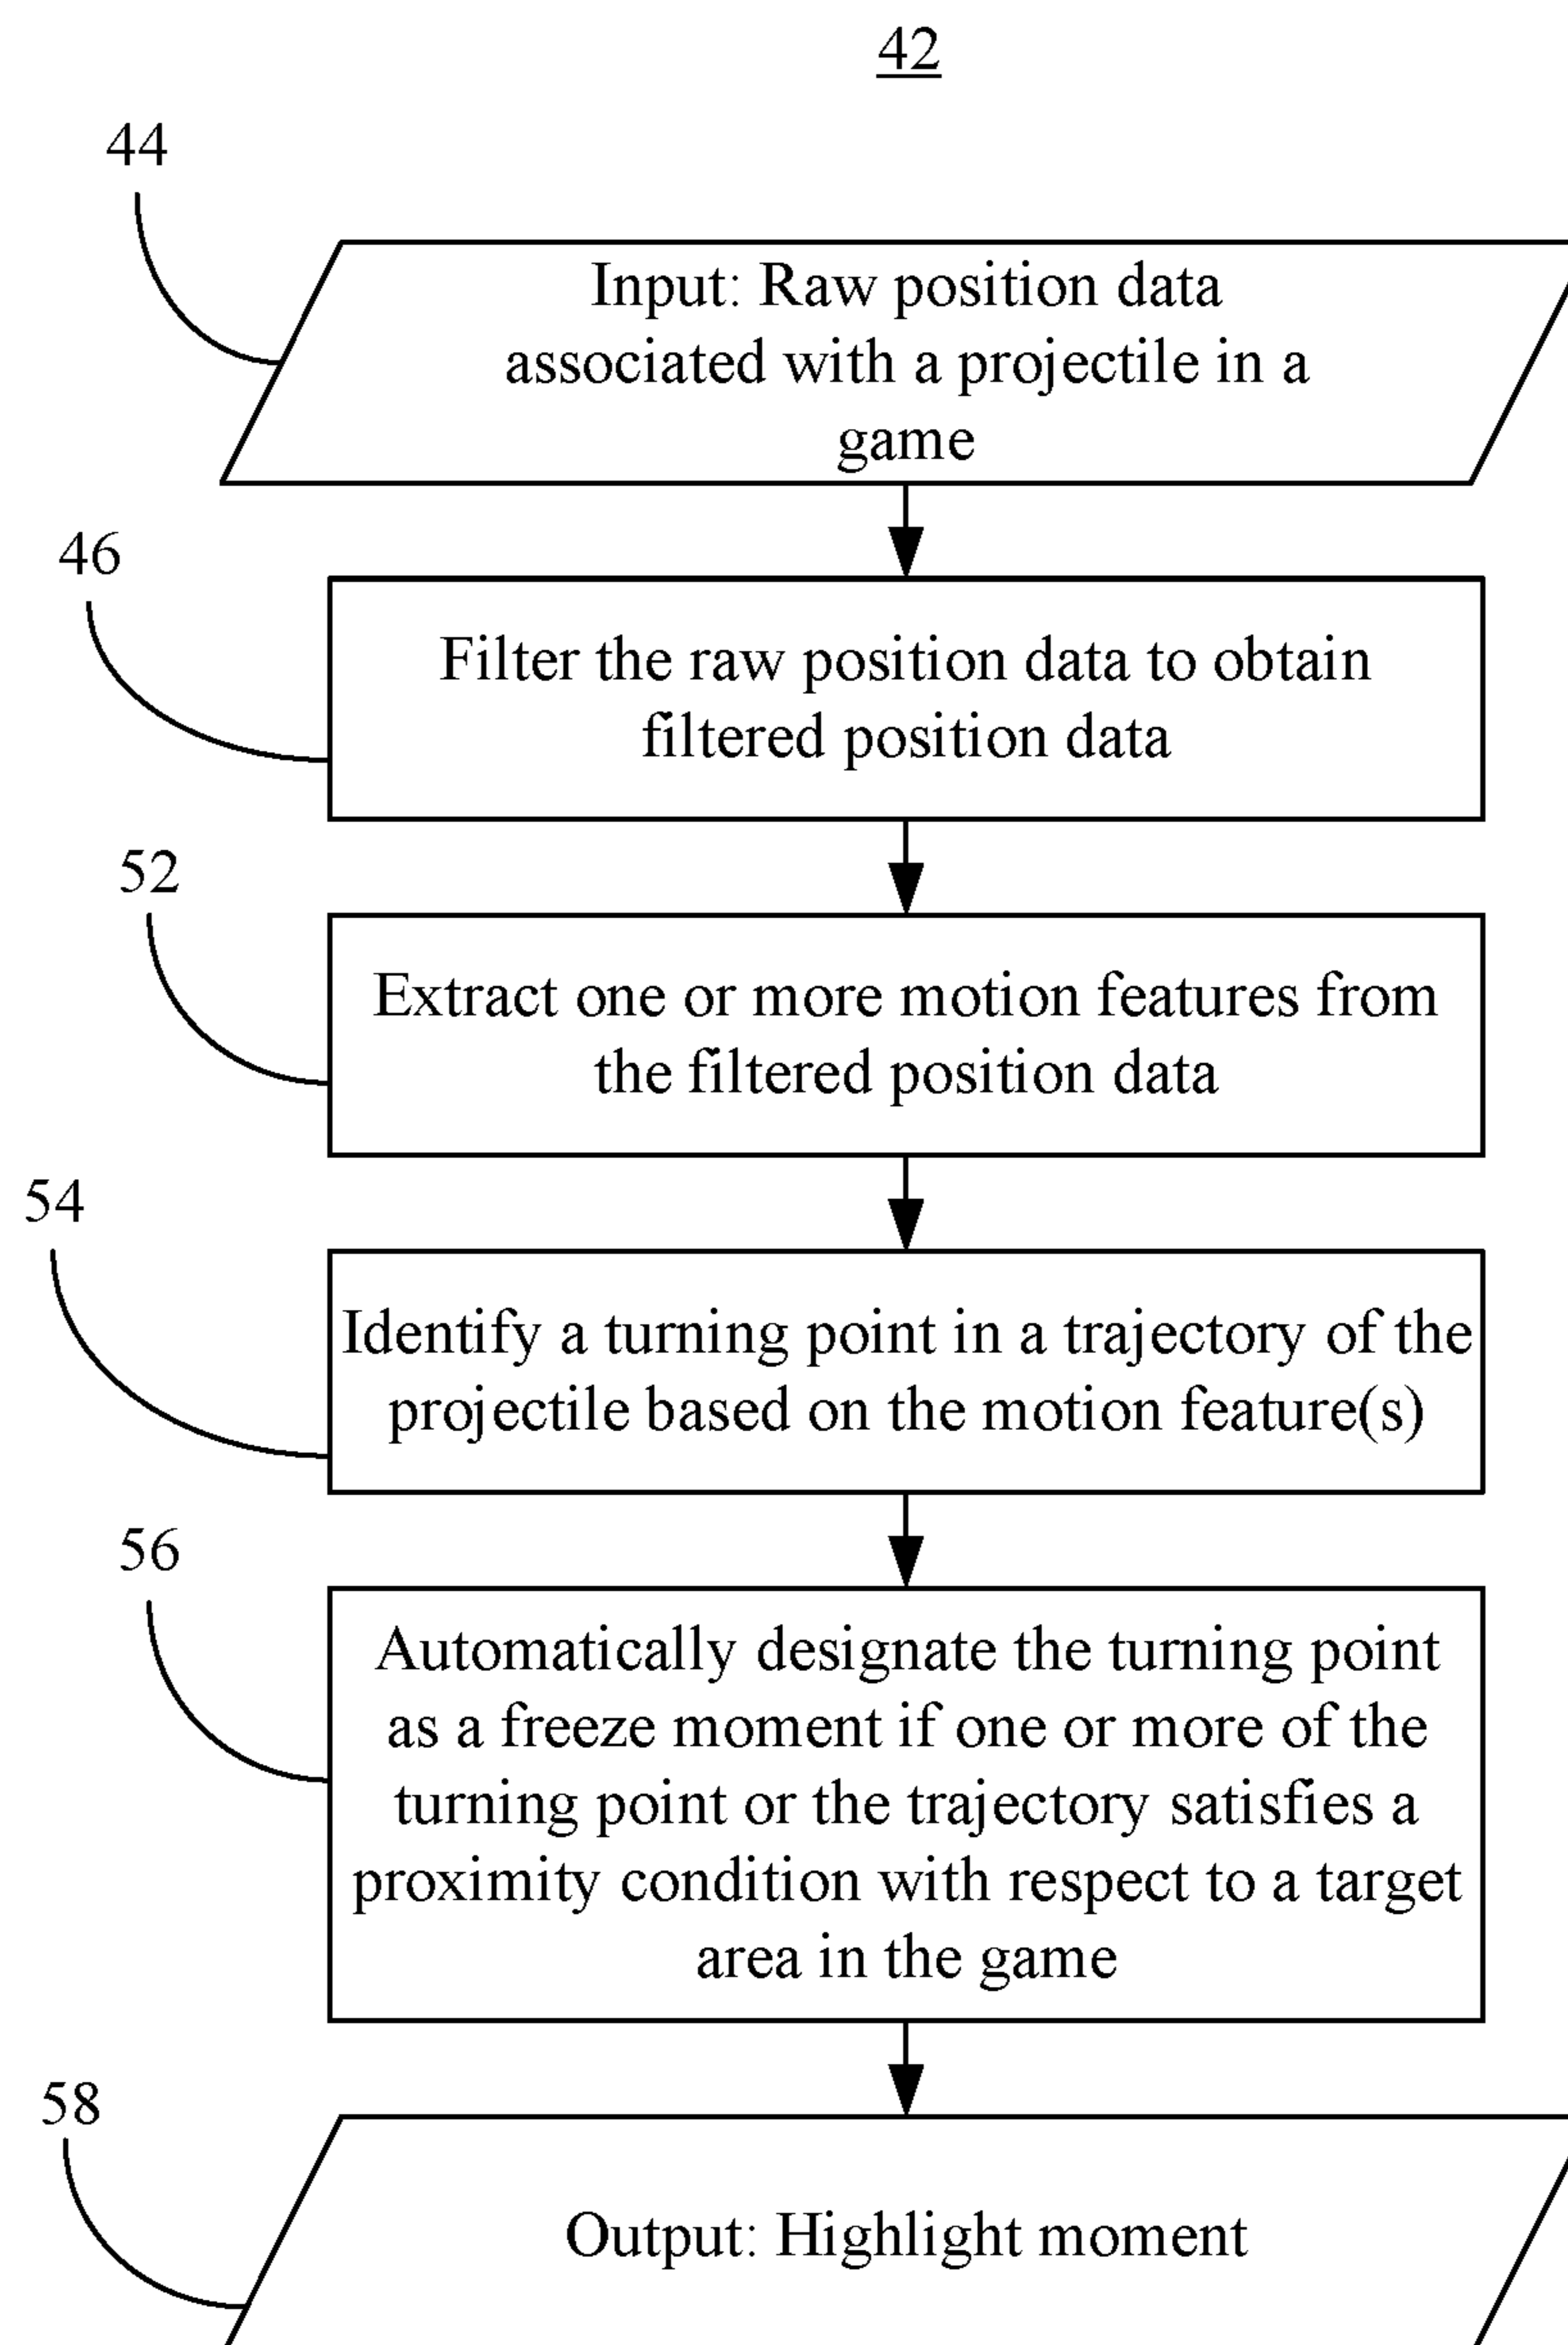 42
44
Input: Raw position data
associated with a projectile in a
game
46
Filter the raw position data to obtain
filtered position data
52
Extract one or more motion features from
the filtered position data
54
Identify a turning point in a trajectory of the
projectile based on the motion feature(s)
56
Automatically designate the turning point
as a freeze moment if one or more of the
turning point or the trajectory satisfies a
proximity condition with respect to a target
area in the game
58
Output: Highlight moment